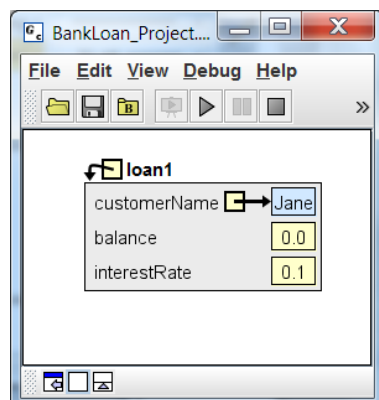 BankLoan_Project....
File Edit View Debug Help
loan1
customerName Jane
balance 0.0
interestRate 0.1